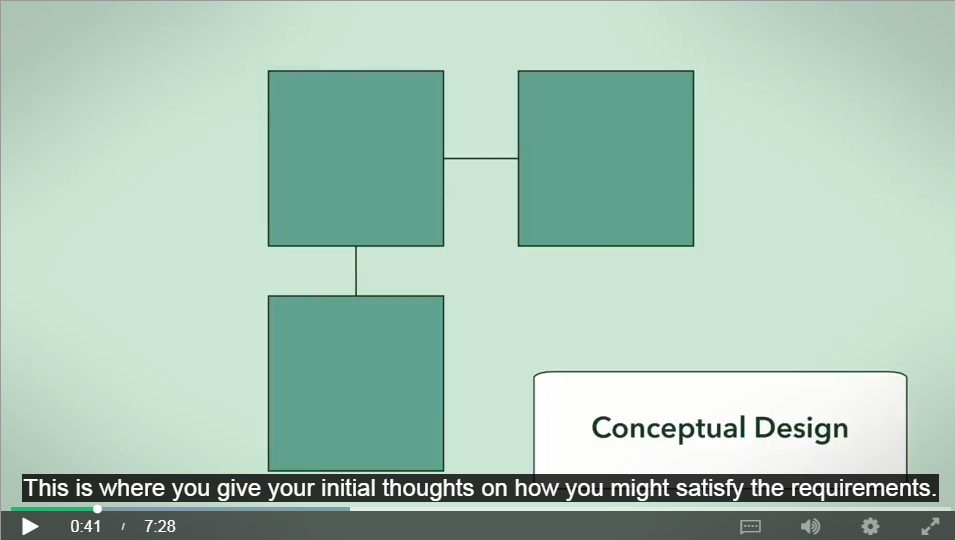 Conceptual Design
This is where you give your initial thoughts on how you might satisfy the requirements.
0:41 / 7:28